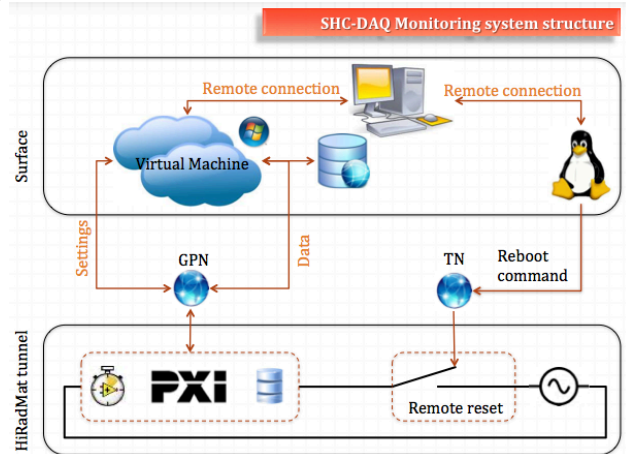 SHC-DAQ Monitoring system structure
Remote connection
Remote connection
Surface
Virtual Machine
Settings
GPN
Data
TN
Reboot
command
HiRadMat tunnel
PXI
Remote reset